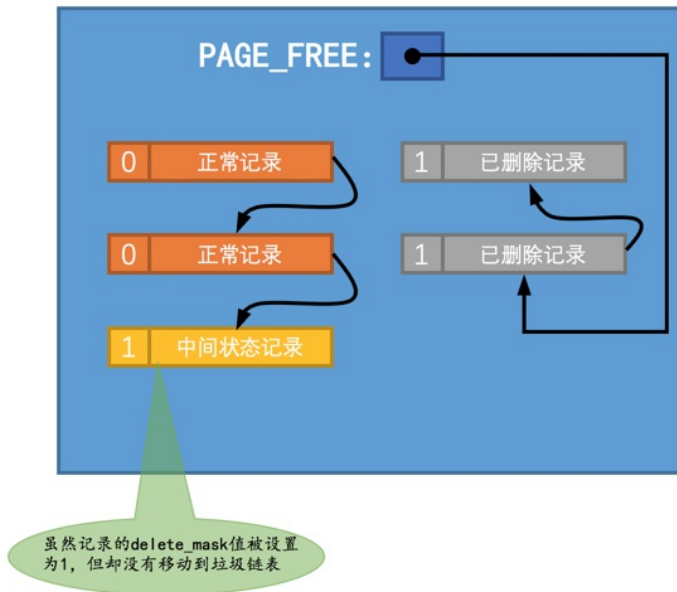 PAGE_FREE:
0 正常记录
1 已删除记录
0 正常记录
1 已删除记录
1 中间状态记录
虽然记录的delete_mask值被设置
为1，但却没有移动到垃圾链表